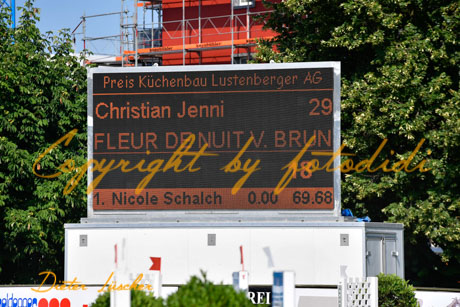 Preis Küchenbau Lustenberger AG
Christian Jenni 29
FLEUR DE NUIT V. BRUN
Copyright by fotodidi
18
1. Nicole Schalch 0.00 69.68
Dieter Fischer